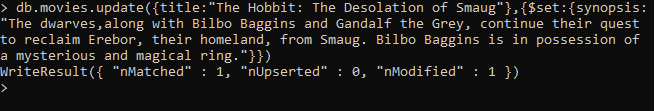 > db.movies.update({title:"The Hobbit: The Desolation of Smaug"},{$set:{synopsis:
"The dwarves,along with Bilbo Baggins and Gandalf the Grey, continue their quest
to reclaim Erebor, their homeland, from Smaug. Bilbo Baggins is in possession of
a mysterious and magical ring."}})
WriteResult({ "nMatched" : 1, "nUpserted" : 0, "nModified" : 1 })
>